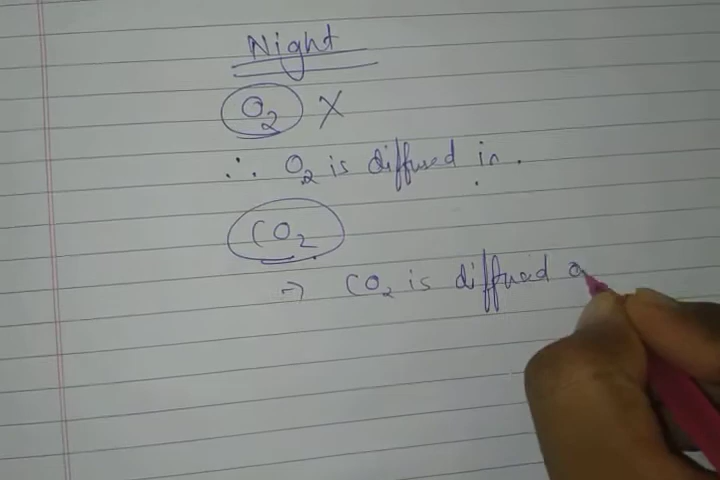 Night
O2 X
∴ O2 is diffused in.
CO2
→ CO2 is diffused o